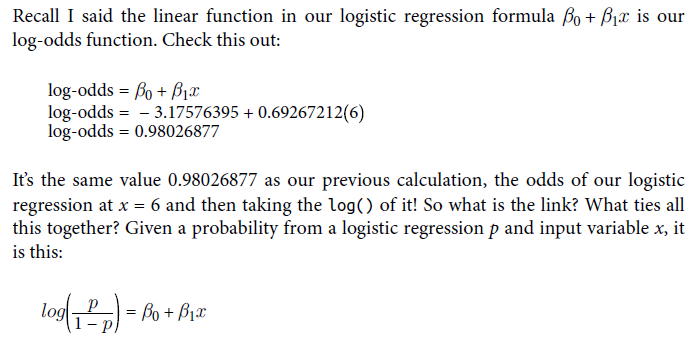 Recall I said the linear function in our logistic regression formula β₀ + β₁x is our
log-odds function. Check this out:
log-odds = β₀ + β₁x
log-odds = − 3.17576395 + 0.69267212(6)
log-odds = 0.98026877
It's the same value 0.98026877 as our previous calculation, the odds of our logistic
regression at x = 6 and then taking the log() of it! So what is the link? What ties all
this together? Given a probability from a logistic regression p and input variable x, it
is this:
log(p/(1 − p)) = β₀ + β₁x